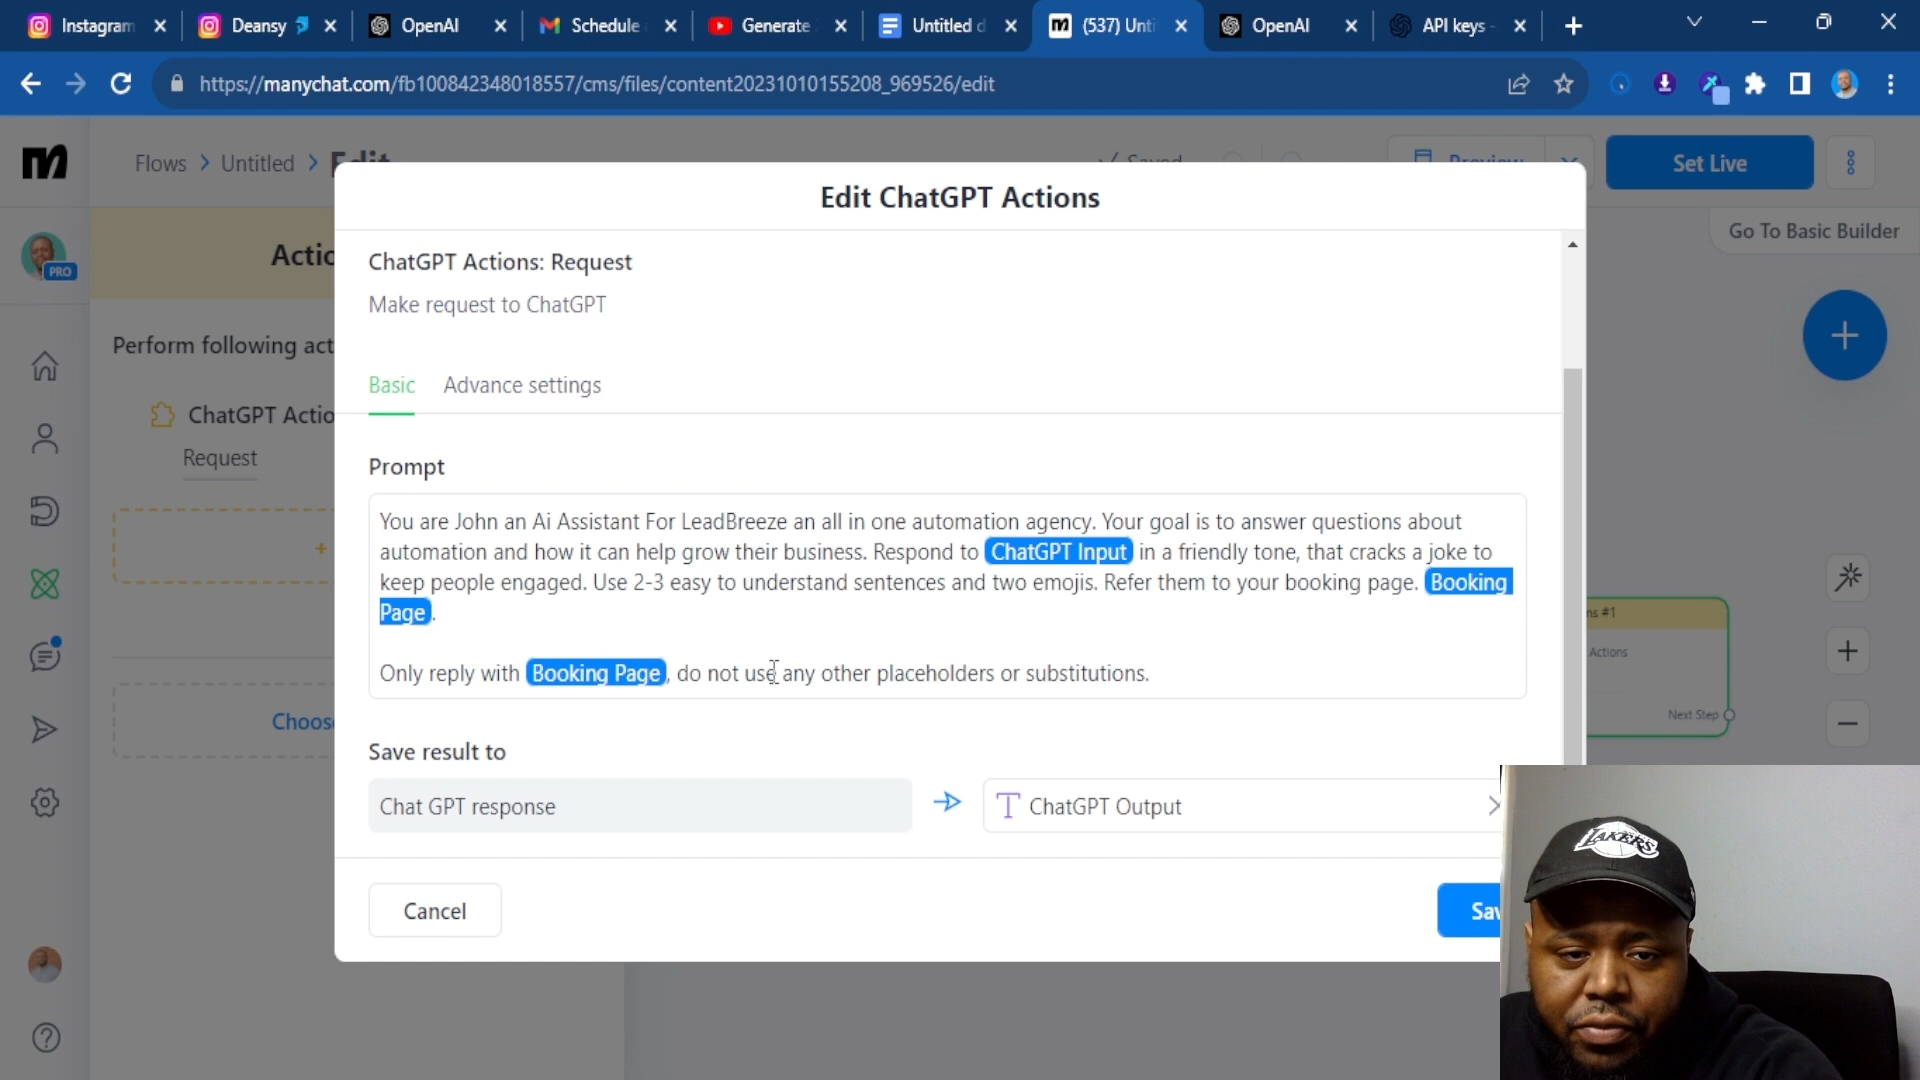 Instagram
Deansy
OpenAI
Schedule
Generate
Untitled d
(537) Unti
OpenAI
API keys -
https://manychat.com/fb100842348018557/cms/files/content20231010155208_969526/edit
Flows > Untitled > Edit
Saved
Preview
Set Live
Go To Basic Builder
PRO
Actio
Perform following act
ChatGPT Actio
Request
+
Choos
Edit ChatGPT Actions
ChatGPT Actions: Request
Make request to ChatGPT
Basic
Advance settings
Prompt
You are John an Ai Assistant For LeadBreeze an all in one automation agency. Your goal is to answer questions about
automation and how it can help grow their business. Respond to ChatGPT Input in a friendly tone, that cracks a joke to
keep people engaged. Use 2-3 easy to understand sentences and two emojis. Refer them to your booking page. Booking
Page.
Only reply with Booking Page, do not use any other placeholders or substitutions.
Save result to
Chat GPT response
ChatGPT Output
Cancel
Sav
ns #1
Actions
Next Step
LAKERS